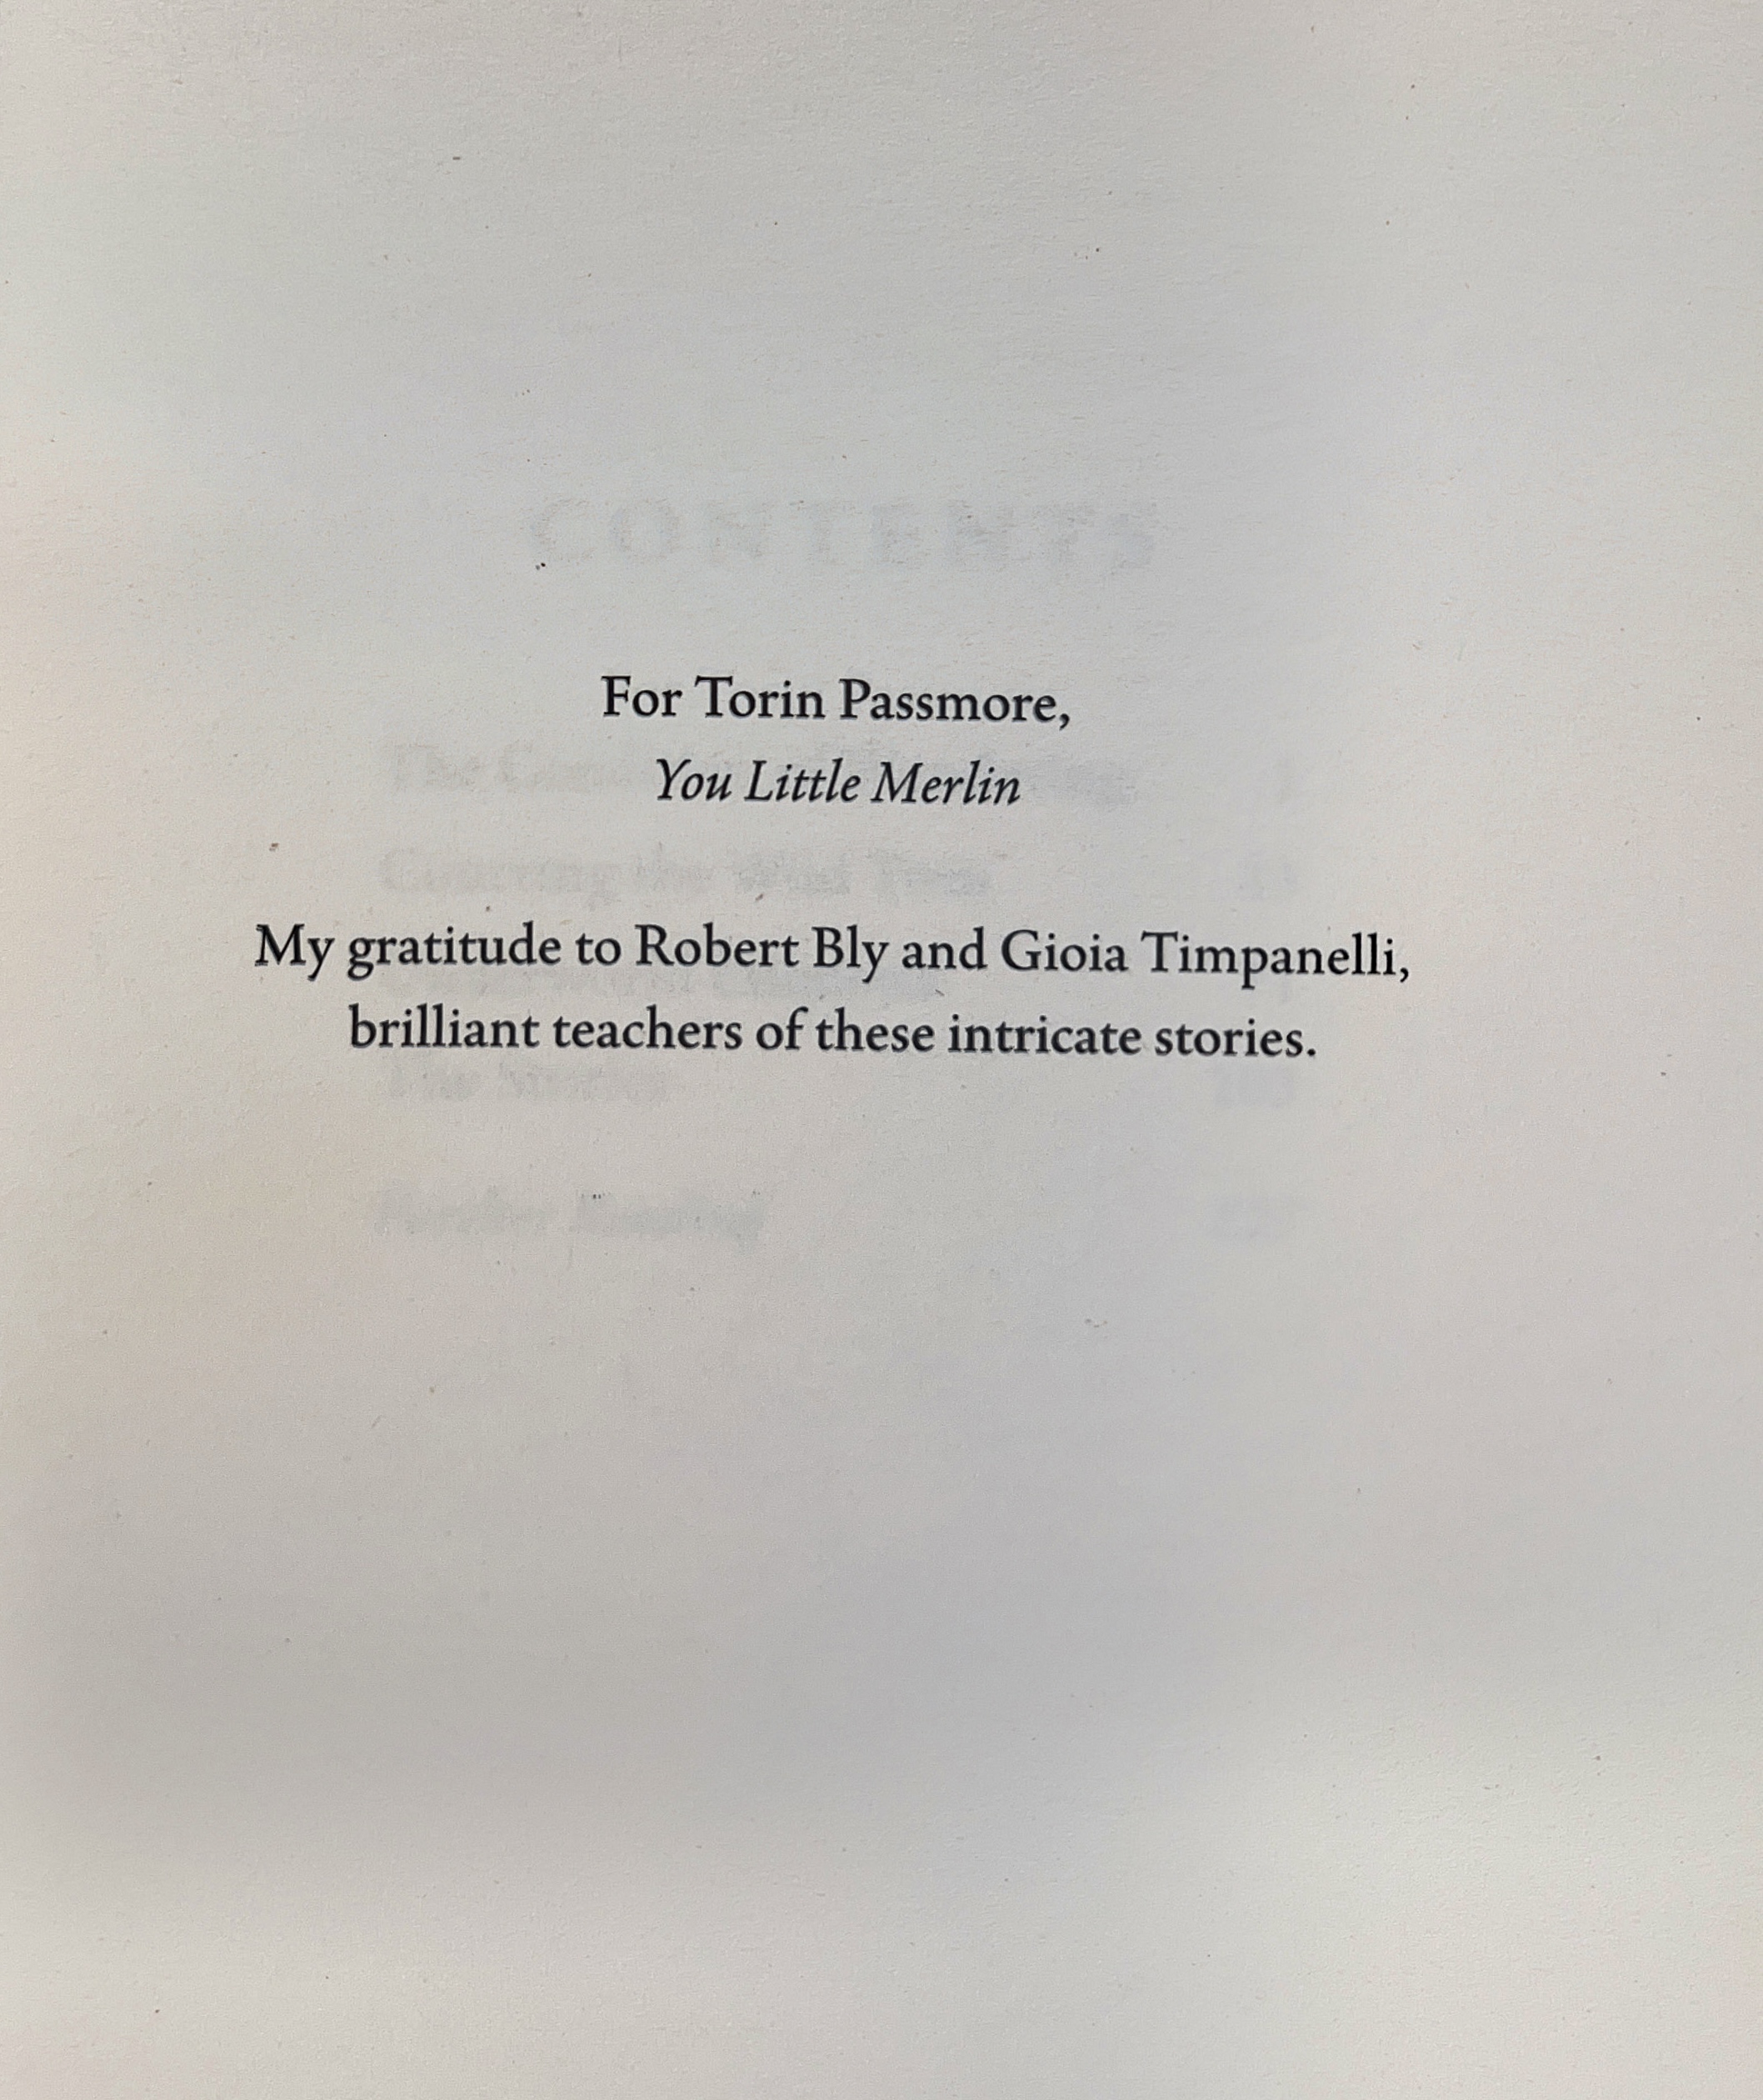 CONTENTS
For Torin Passmore,
You Little Merlin
My gratitude to Robert Bly and Gioia Timpanelli,
brilliant teachers of these intricate stories.